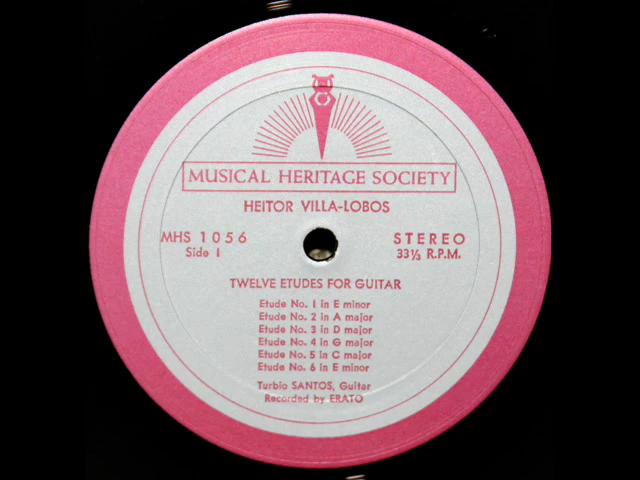 MUSICAL HERITAGE SOCIETY
HEITOR VILLA-LOBOS
MHS 1056 STEREO
Side 1 33⅓ R.P.M.
TWELVE ETUDES FOR GUITAR
Etude No. 1 in E minor
Etude No. 2 in A major
Etude No. 3 in D major
Etude No. 4 in G major
Etude No. 5 in C major
Etude No. 6 in E minor
Turbio SANTOS, Guitar
Recorded by ERATO